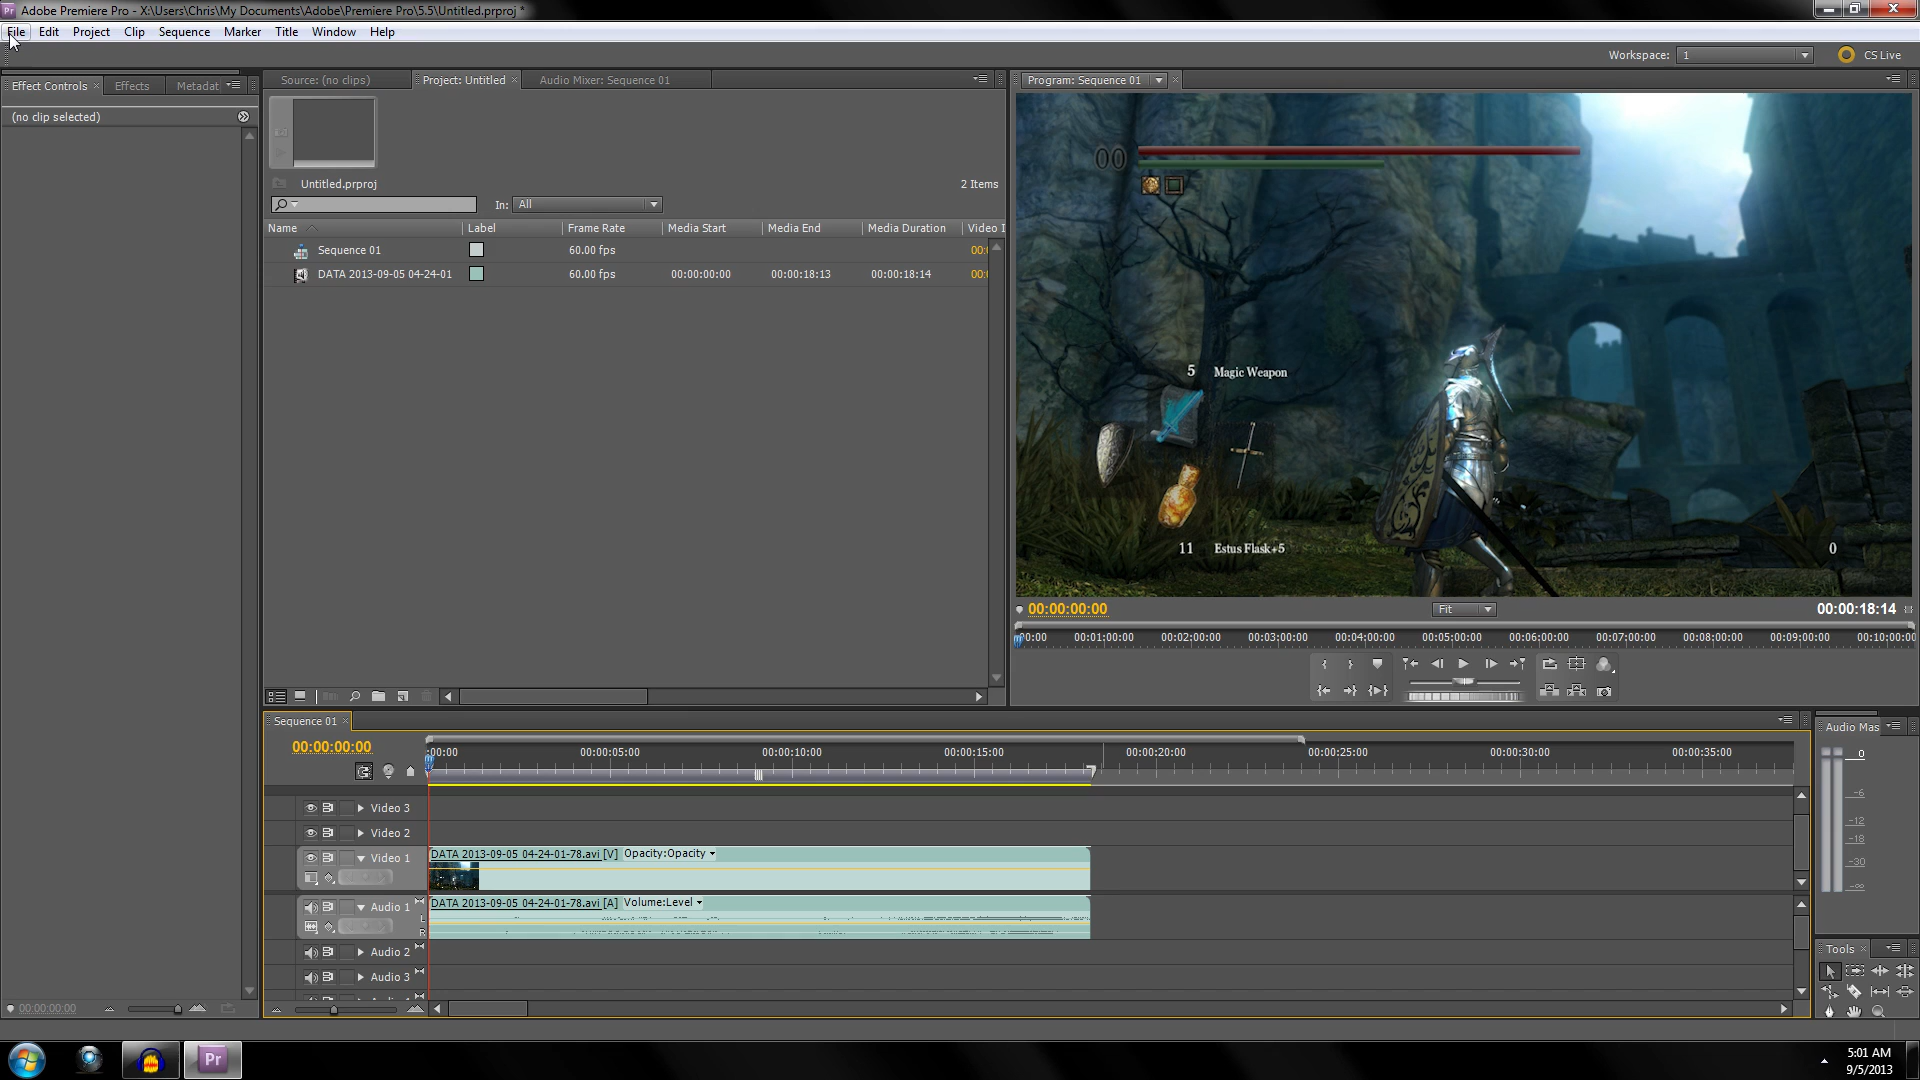 Adobe Premiere Pro - X:\Users\Chris\My Documents\Adobe\Premiere Pro\5.5\Untitled.prproj *
File Edit Project Clip Sequence Marker Title Window Help
Workspace: 1 CS Live
Effect Controls Effects Metadat
(no clip selected)
Source: (no clips) Project: Untitled Audio Mixer: Sequence 01
Untitled.prproj 2 Items
In: All
Name Label Frame Rate Media Start Media End Media Duration Video I
Sequence 01 60.00 fps 00:
DATA 2013-09-05 04-24-01 60.00 fps 00:00:00:00 00:00:18:13 00:00:18:14 00:
Program: Sequence 01
00
5 Magic Weapon
11 Estus Flask+5
0
00:00:00:00 Fit 00:00:18:14
00:00 00:01:00:00 00:02:00:00 00:03:00:00 00:04:00:00 00:05:00:00 00:06:00:00 00:07:00:00 00:08:00:00 00:09:00:00 00:10:00:00
Sequence 01
00:00:00:00
:00:00 00:00:05:00 00:00:10:00 00:00:15:00 00:00:20:00 00:00:25:00 00:00:30:00 00:00:35:00
Video 3
Video 2
Video 1
DATA 2013-09-05 04-24-01-78.avi [V] Opacity:Opacity
Audio 1
DATA 2013-09-05 04-24-01-78.avi [A] Volume:Level
L
R
Audio 2
Audio 3
00:00:00:00
Audio Mas
0
-6
-12
-18
-30
-∞
Tools
Pr
5:01 AM
9/5/2013